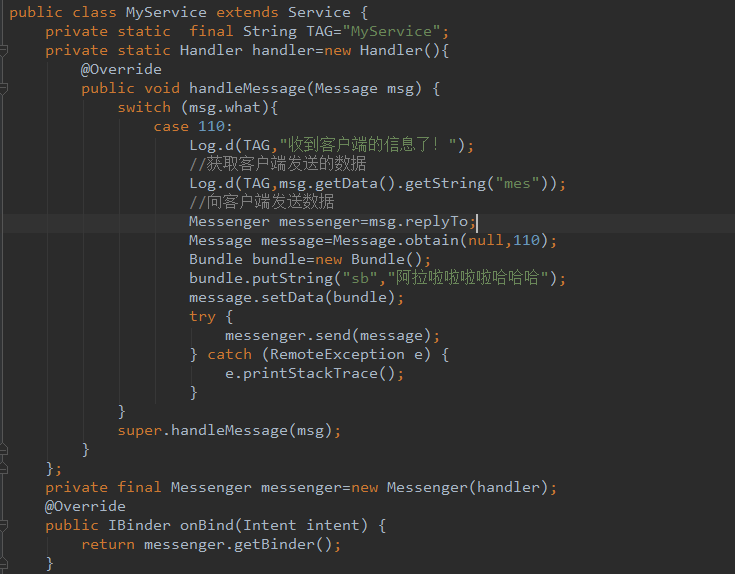 public class MyService extends Service {
    private static  final String TAG="MyService";
    private static Handler handler=new Handler(){
        @Override
        public void handleMessage(Message msg) {
            switch (msg.what){
                case 110:
                    Log.d(TAG,"收到客户端的信息了！");
                    //获取客户端发送的数据
                    Log.d(TAG,msg.getData().getString("mes"));
                    //向客户端发送数据
                    Messenger messenger=msg.replyTo;
                    Message message=Message.obtain(null,110);
                    Bundle bundle=new Bundle();
                    bundle.putString("sb","阿拉啦啦啦啦哈哈哈");
                    message.setData(bundle);
                    try {
                        messenger.send(message);
                    } catch (RemoteException e) {
                        e.printStackTrace();
                    }
            }
            super.handleMessage(msg);
        }
    };
    private final Messenger messenger=new Messenger(handler);
    @Override
    public IBinder onBind(Intent intent) {
        return messenger.getBinder();
    }